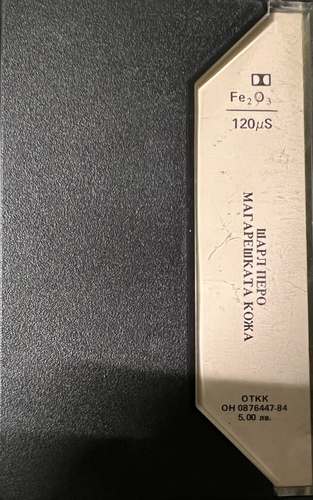 Fe₂O₃
120µS
ШАРЛ ПЕРО
МАГАРЕШКАТА КОЖА
ОТКК
ОН 0876447-84
5,00 лв.